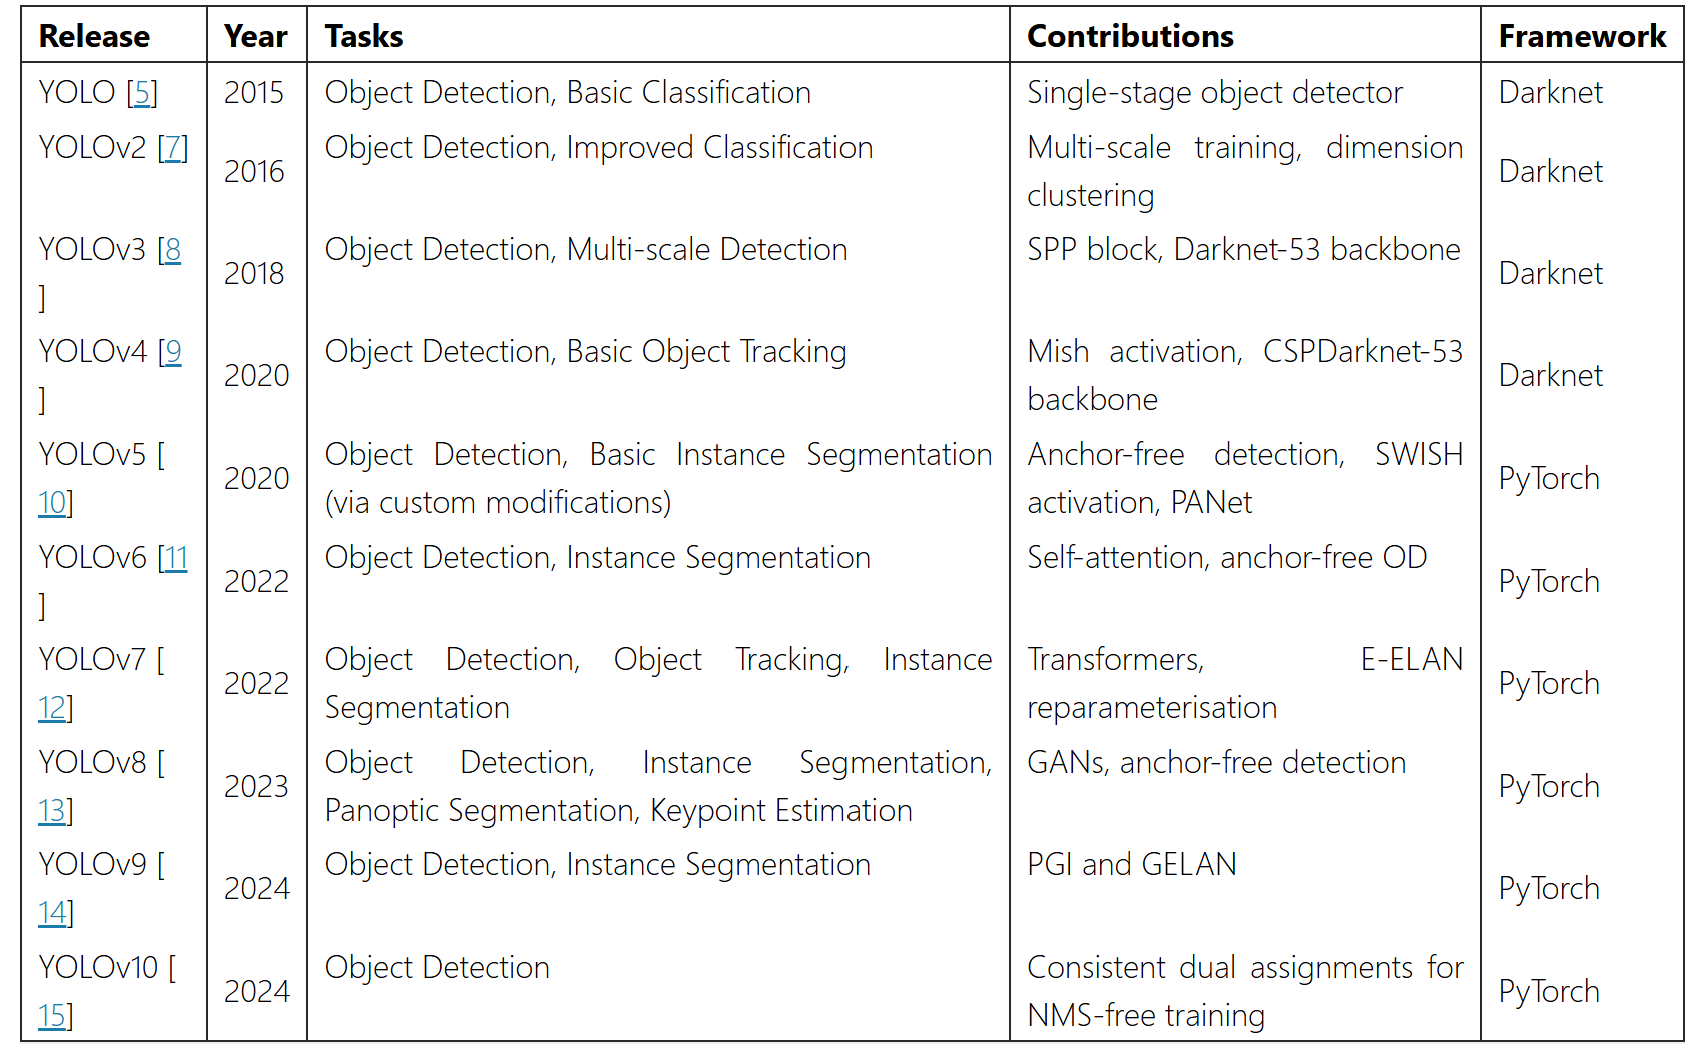 Release Year Tasks Contributions Framework
YOLO [5] 2015 Object Detection, Basic Classification Single-stage object detector Darknet
YOLOv2 [7] 2016 Object Detection, Improved Classification Multi-scale training, dimension
clustering Darknet
YOLOv3 [8
] 2018 Object Detection, Multi-scale Detection SPP block, Darknet-53 backbone Darknet
YOLOv4 [9
] 2020 Object Detection, Basic Object Tracking Mish activation, CSPDarknet-53
backbone Darknet
YOLOv5 [
10] 2020 Object Detection, Basic Instance Segmentation
(via custom modifications) Anchor-free detection, SWISH
activation, PANet PyTorch
YOLOv6 [11
] 2022 Object Detection, Instance Segmentation Self-attention, anchor-free OD PyTorch
YOLOv7 [
12] 2022 Object Detection, Object Tracking, Instance
Segmentation Transformers, E-ELAN
reparameterisation PyTorch
YOLOv8 [
13] 2023 Object Detection, Instance Segmentation,
Panoptic Segmentation, Keypoint Estimation GANs, anchor-free detection PyTorch
YOLOv9 [
14] 2024 Object Detection, Instance Segmentation PGI and GELAN PyTorch
YOLOv10 [
15] 2024 Object Detection Consistent dual assignments for
NMS-free training PyTorch